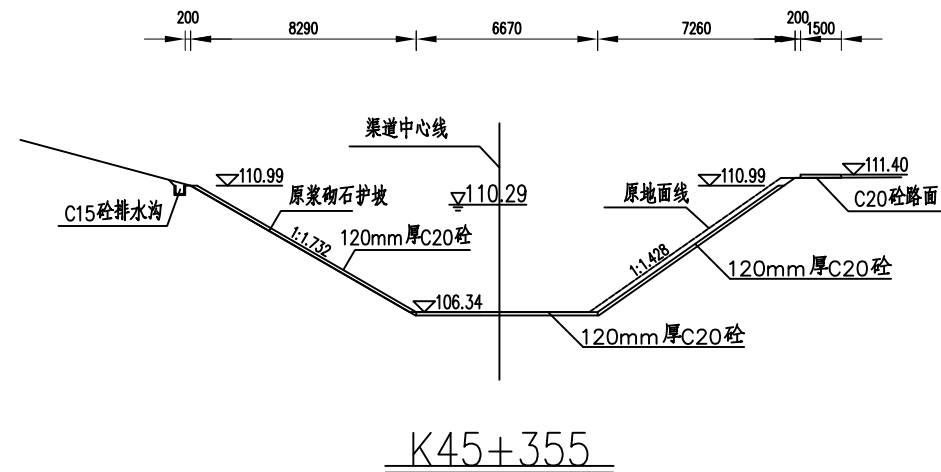 200
8290
6670
7260
200
1500
渠道中心线
110.99
110.29
110.99
111.40
原浆砌石护坡
原地面线
C15砼排水沟
C20砼路面
1:1.732
120mm厚C20砼
1:1.428
120mm厚C20砼
106.34
120mm厚C20砼
K45+355